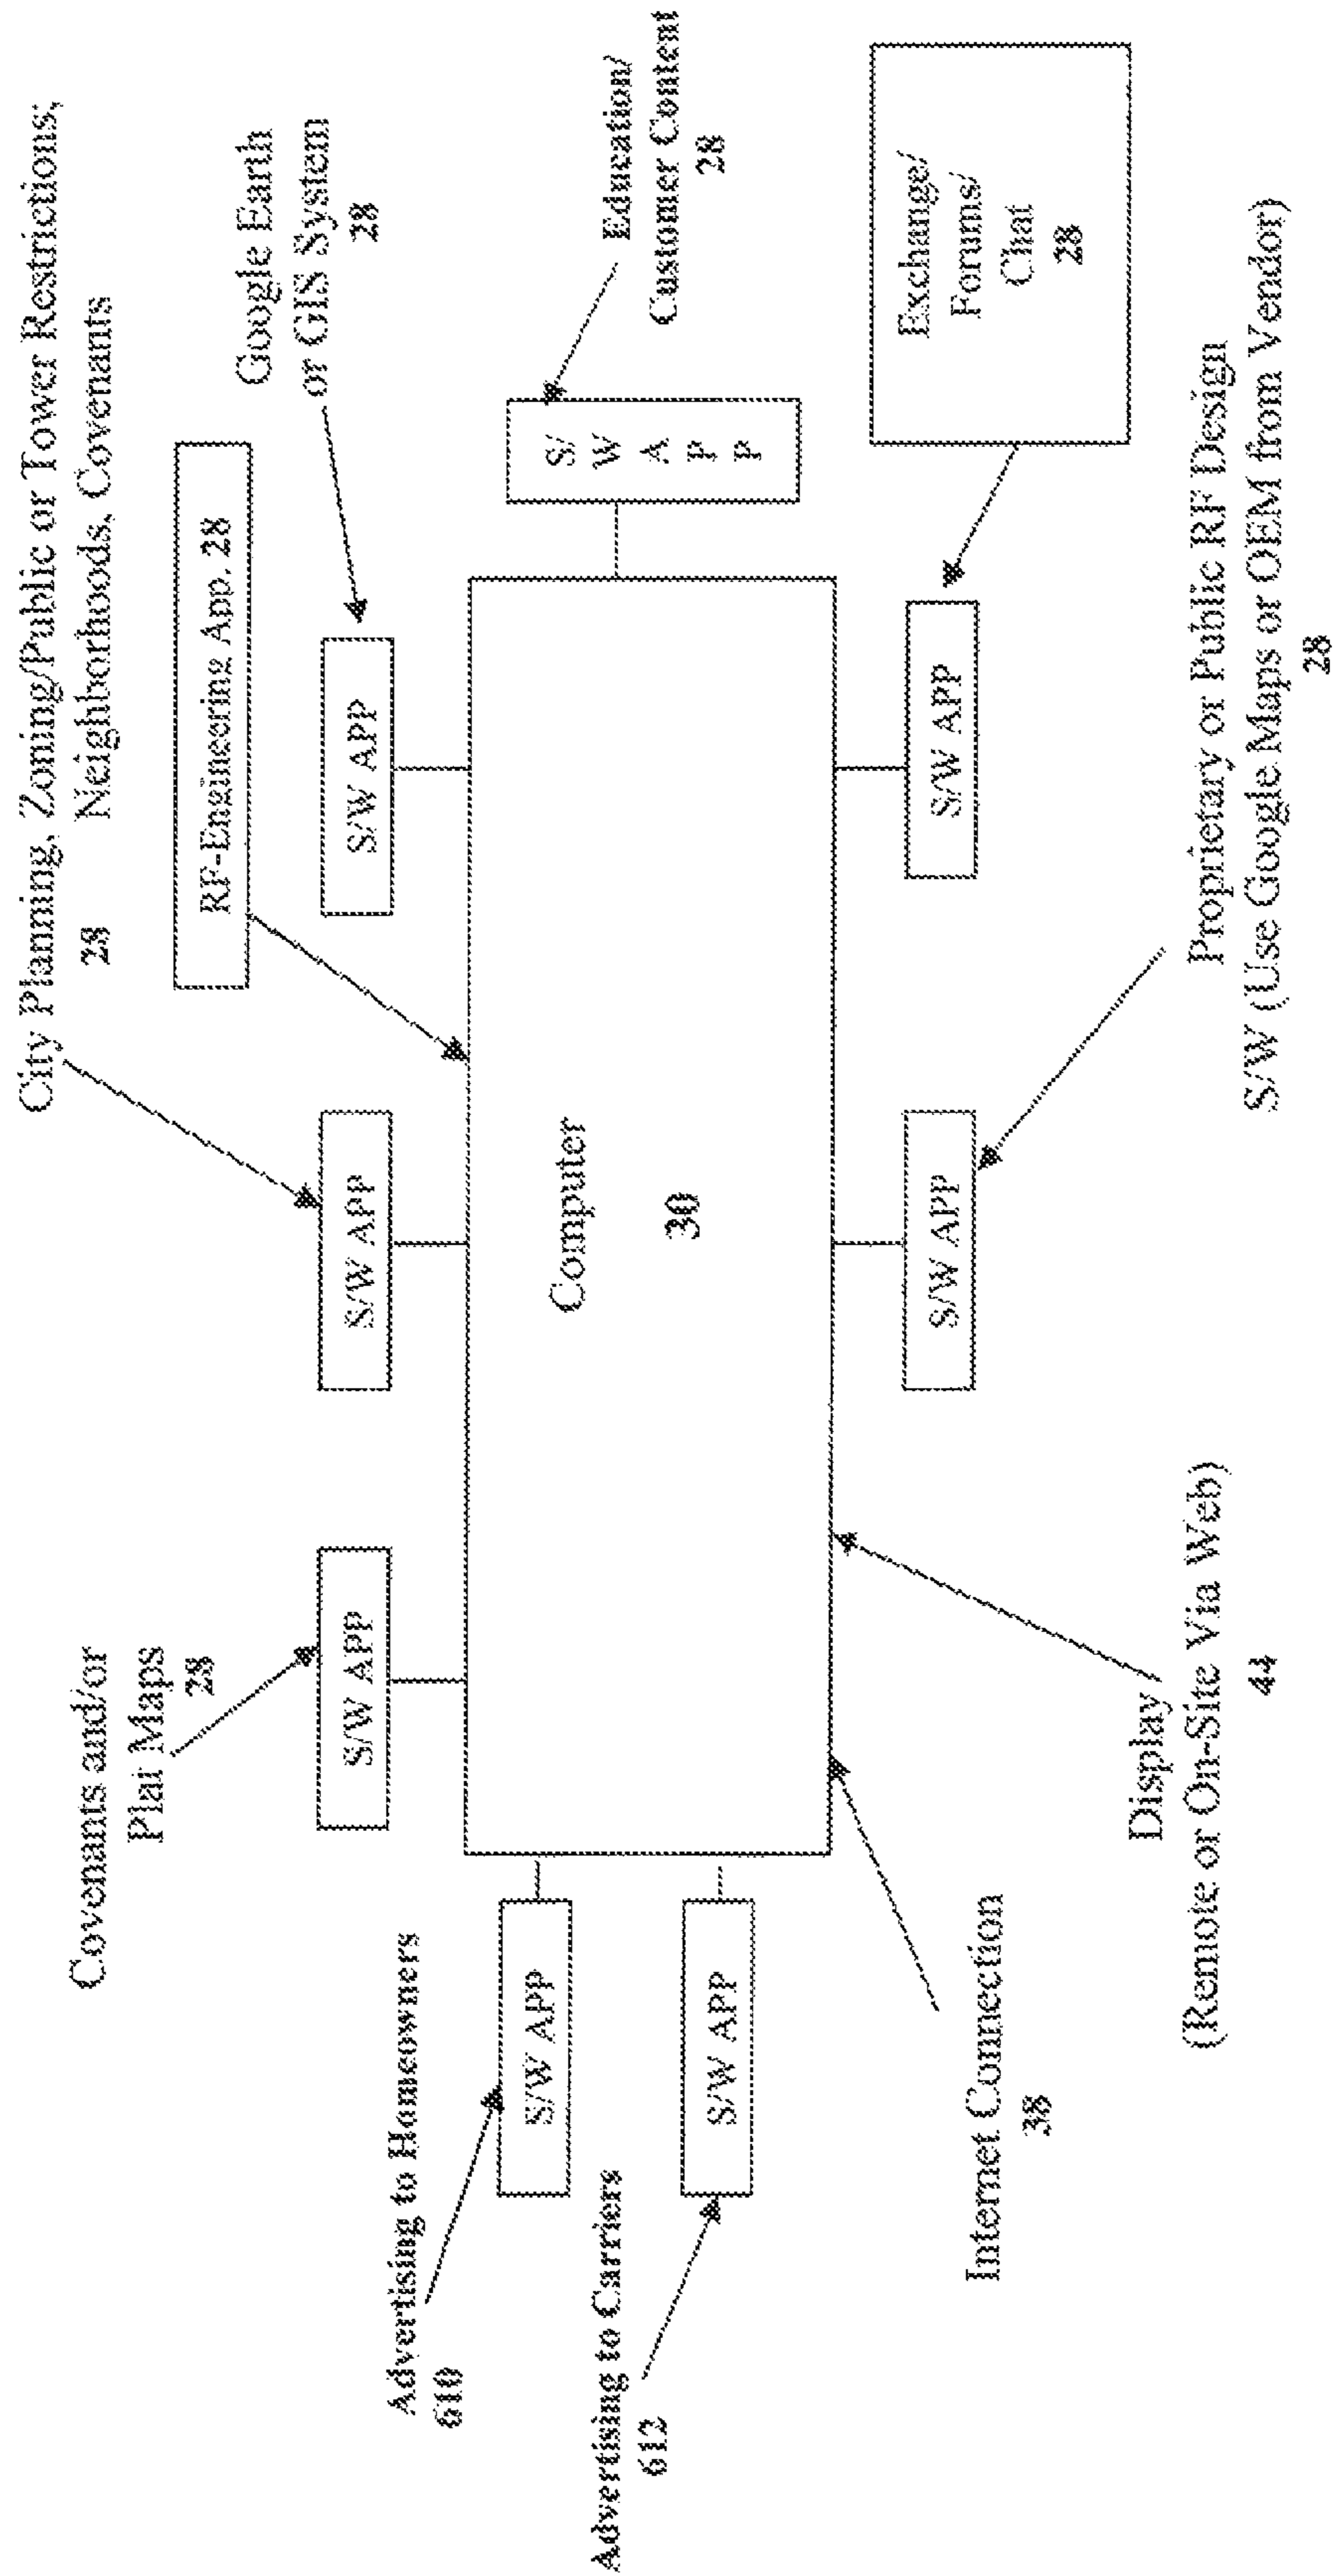 City Planning, Zoning/Public or Tower Restrictions;
28 Neighborhoods, Covenants
Covenants and/or
Plat Maps
28
RF-Engineering App. 28
Google Earth
or GIS System
28
S/W APP
S/W APP
S/W APP
Advertising to Homeowners
610
S/W APP
Advertising to Carriers
612
S/W APP
Computer
30
S/
W
A
P
P
Education/
Customer Content
28
S/W APP
S/W APP
Exchange/
Forums/
Chat
28
Internet Connection
38
Display
(Remote or On-Site Via Web)
44
Proprietary or Public RF Design
S/W (Use Google Maps or OEM from Vendor)
28